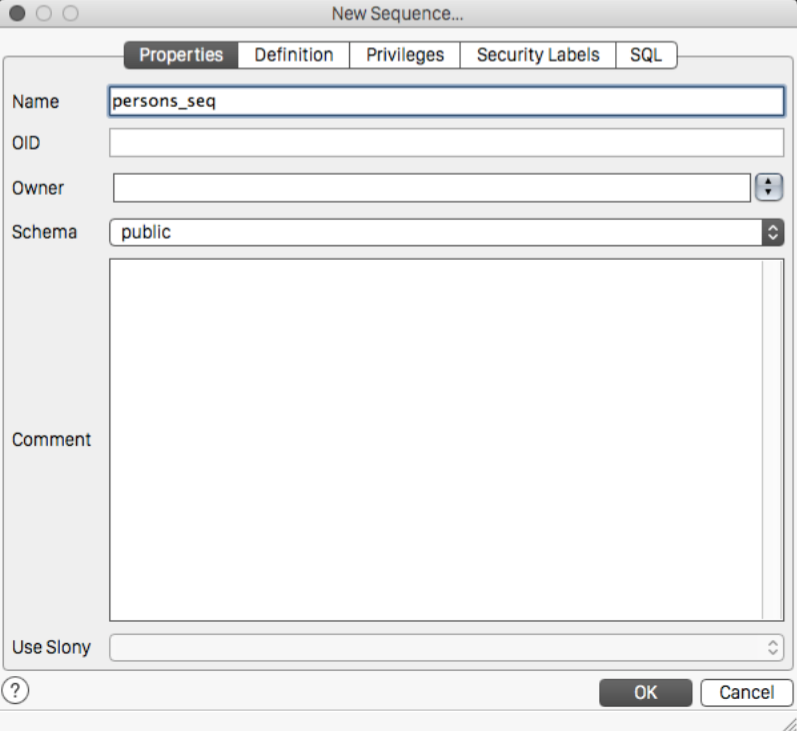 New Sequence...
Properties Definition Privileges Security Labels SQL
Name persons_seq
OID
Owner
Schema public
Comment
Use Slony
? OK Cancel